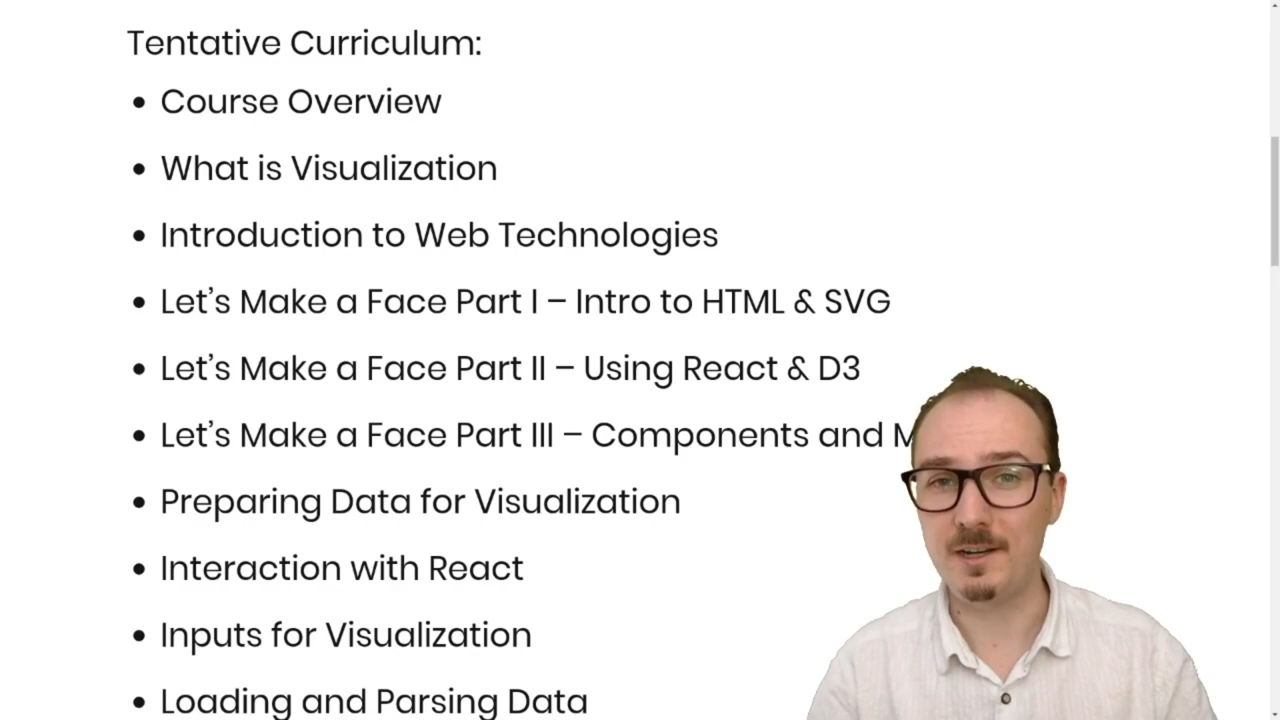 Tentative Curriculum:
• Course Overview
• What is Visualization
• Introduction to Web Technologies
• Let’s Make a Face Part I – Intro to HTML & SVG
• Let’s Make a Face Part II – Using React & D3
• Let’s Make a Face Part III – Components and
• Preparing Data for Visualization
• Interaction with React
• Inputs for Visualization
• Loading and Parsing Data